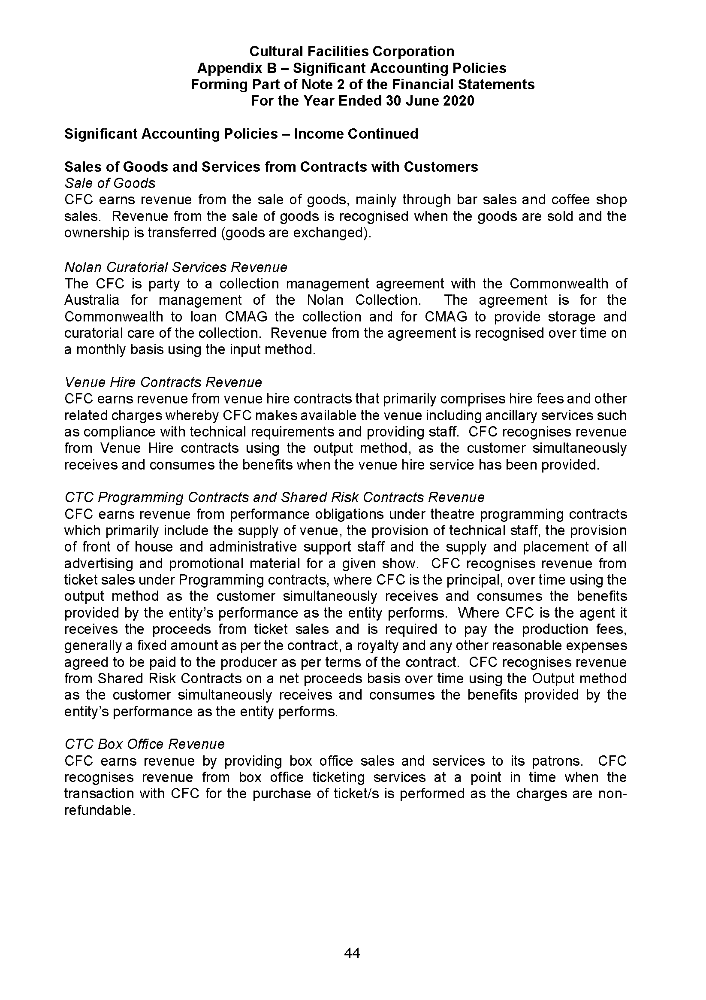 Cultural Facilities Corporation
Appendix B – Significant Accounting Policies
Forming Part of Note 2 of the Financial Statements
For the Year Ended 30 June 2020
Significant Accounting Policies – Income Continued
Sales of Goods and Services from Contracts with Customers
Sale of Goods
CFC earns revenue from the sale of goods, mainly through bar sales and coffee shop
sales. Revenue from the sale of goods is recognised when the goods are sold and the
ownership is transferred (goods are exchanged).
Nolan Curatorial Services Revenue
The CFC is party to a collection management agreement with the Commonwealth of
Australia for management of the Nolan Collection. The agreement is for the
Commonwealth to loan CMAG the collection and for CMAG to provide storage and
curatorial care of the collection. Revenue from the agreement is recognised over time on
a monthly basis using the input method.
Venue Hire Contracts Revenue
CFC earns revenue from venue hire contracts that primarily comprises hire fees and other
related charges whereby CFC makes available the venue including ancillary services such
as compliance with technical requirements and providing staff. CFC recognises revenue
from Venue Hire contracts using the output method, as the customer simultaneously
receives and consumes the benefits when the venue hire service has been provided.
CTC Programming Contracts and Shared Risk Contracts Revenue
CFC earns revenue from performance obligations under theatre programming contracts
which primarily include the supply of venue, the provision of technical staff, the provision
of front of house and administrative support staff and the supply and placement of all
advertising and promotional material for a given show. CFC recognises revenue from
ticket sales under Programming contracts, where CFC is the principal, over time using the
output method as the customer simultaneously receives and consumes the benefits
provided by the entity’s performance as the entity performs. Where CFC is the agent it
receives the proceeds from ticket sales and is required to pay the production fees,
generally a fixed amount as per the contract, a royalty and any other reasonable expenses
agreed to be paid to the producer as per terms of the contract. CFC recognises revenue
from Shared Risk Contracts on a net proceeds basis over time using the Output method
as the customer simultaneously receives and consumes the benefits provided by the
entity’s performance as the entity performs.
CTC Box Office Revenue
CFC earns revenue by providing box office sales and services to its patrons. CFC
recognises revenue from box office ticketing services at a point in time when the
transaction with CFC for the purchase of ticket/s is performed as the charges are non-
refundable.
44